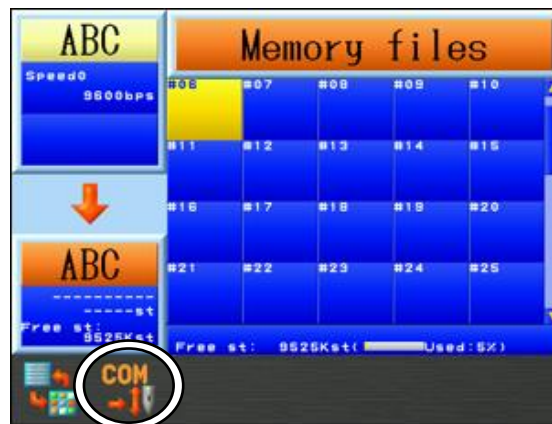 ABC
Memory files
Speed0
9600bps
#06 #07 #08 #09 #10
#11 #12 #13 #14 #15
#16 #17 #18 #19 #20
ABC
#21 #22 #23 #24 #25
----------
-----st
Free st:
9525Kst
Free st: 9525Kst( Used:5%)
COM